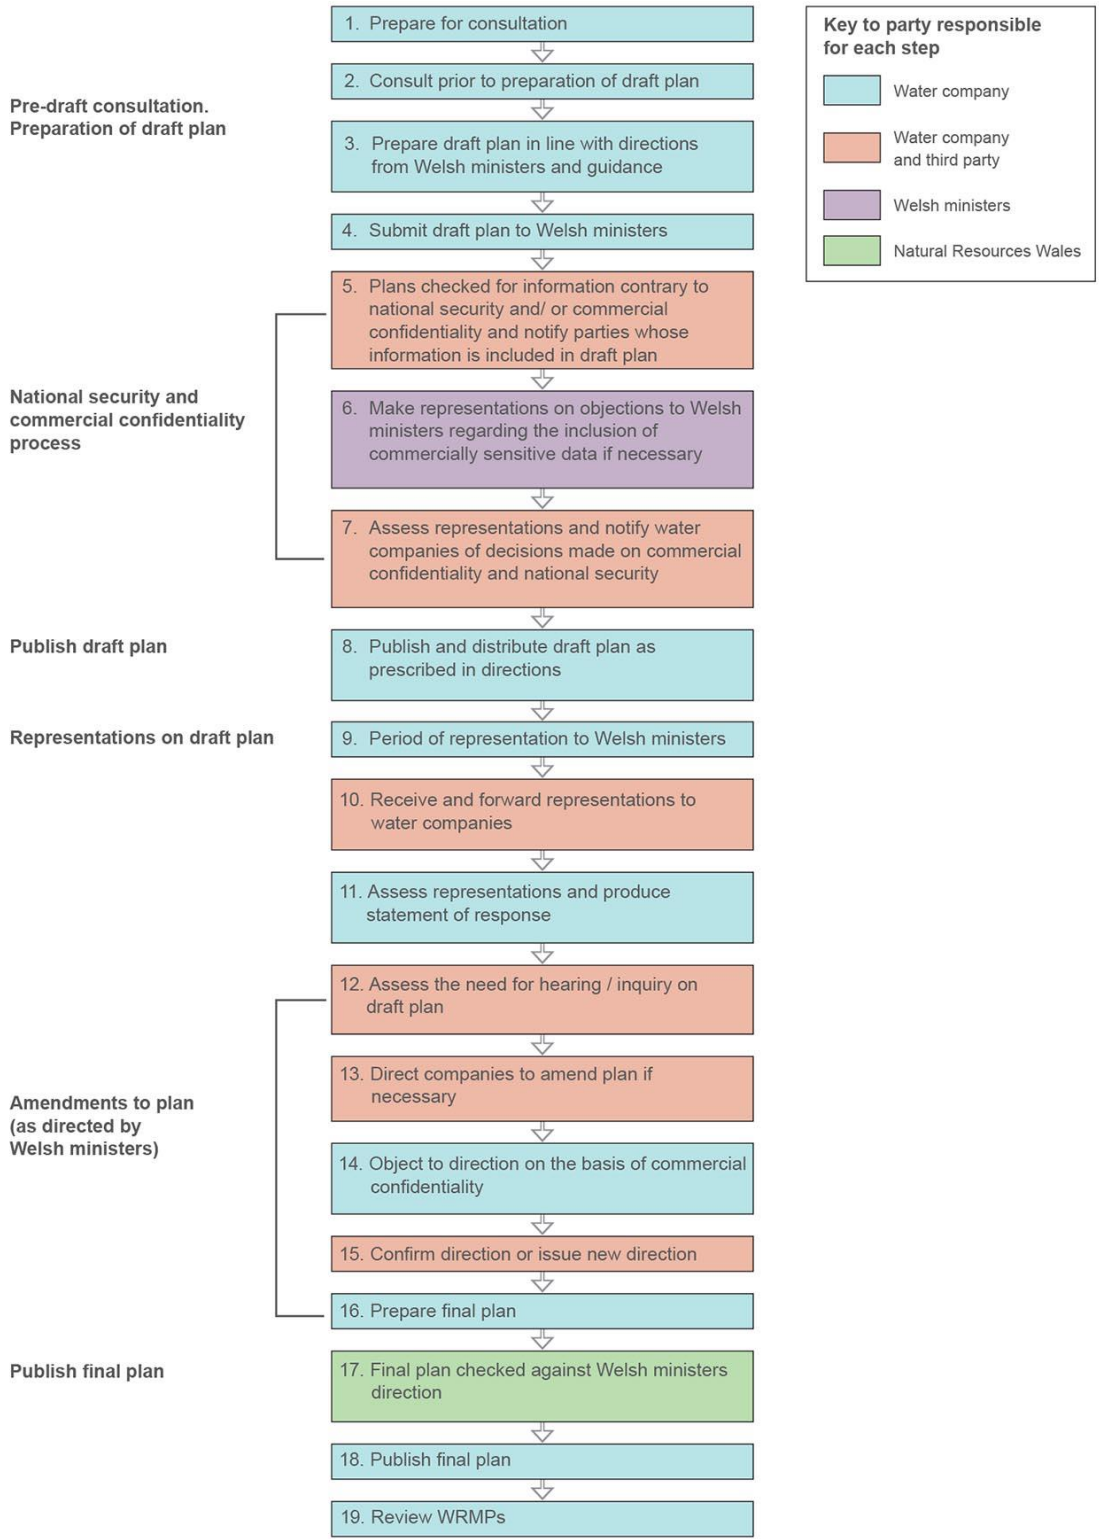 1. Prepare for consultation
2. Consult prior to preparation of draft plan
Pre-draft consultation.
Preparation of draft plan
3. Prepare draft plan in line with directions
from Welsh ministers and guidance
4. Submit draft plan to Welsh ministers
Key to party responsible
for each step
Water company
Water company
and third party
Welsh ministers
Natural Resources Wales
National security and
commercial confidentiality
process
5. Plans checked for information contrary to
national security and/ or commercial
confidentiality and notify parties whose
information is included in draft plan
6. Make representations on objections to Welsh
ministers regarding the inclusion of
commercially sensitive data if necessary
7. Assess representations and notify water
companies of decisions made on commercial
confidentiality and national security
Publish draft plan
8. Publish and distribute draft plan as
prescribed in directions
Representations on draft plan
9. Period of representation to Welsh ministers
10. Receive and forward representations to
water companies
11. Assess representations and produce
statement of response
Amendments to plan
(as directed by
Welsh ministers)
12. Assess the need for hearing / inquiry on
draft plan
13. Direct companies to amend plan if
necessary
14. Object to direction on the basis of commercial
confidentiality
15. Confirm direction or issue new direction
16. Prepare final plan
Publish final plan
17. Final plan checked against Welsh ministers
direction
18. Publish final plan
19. Review WRMPs